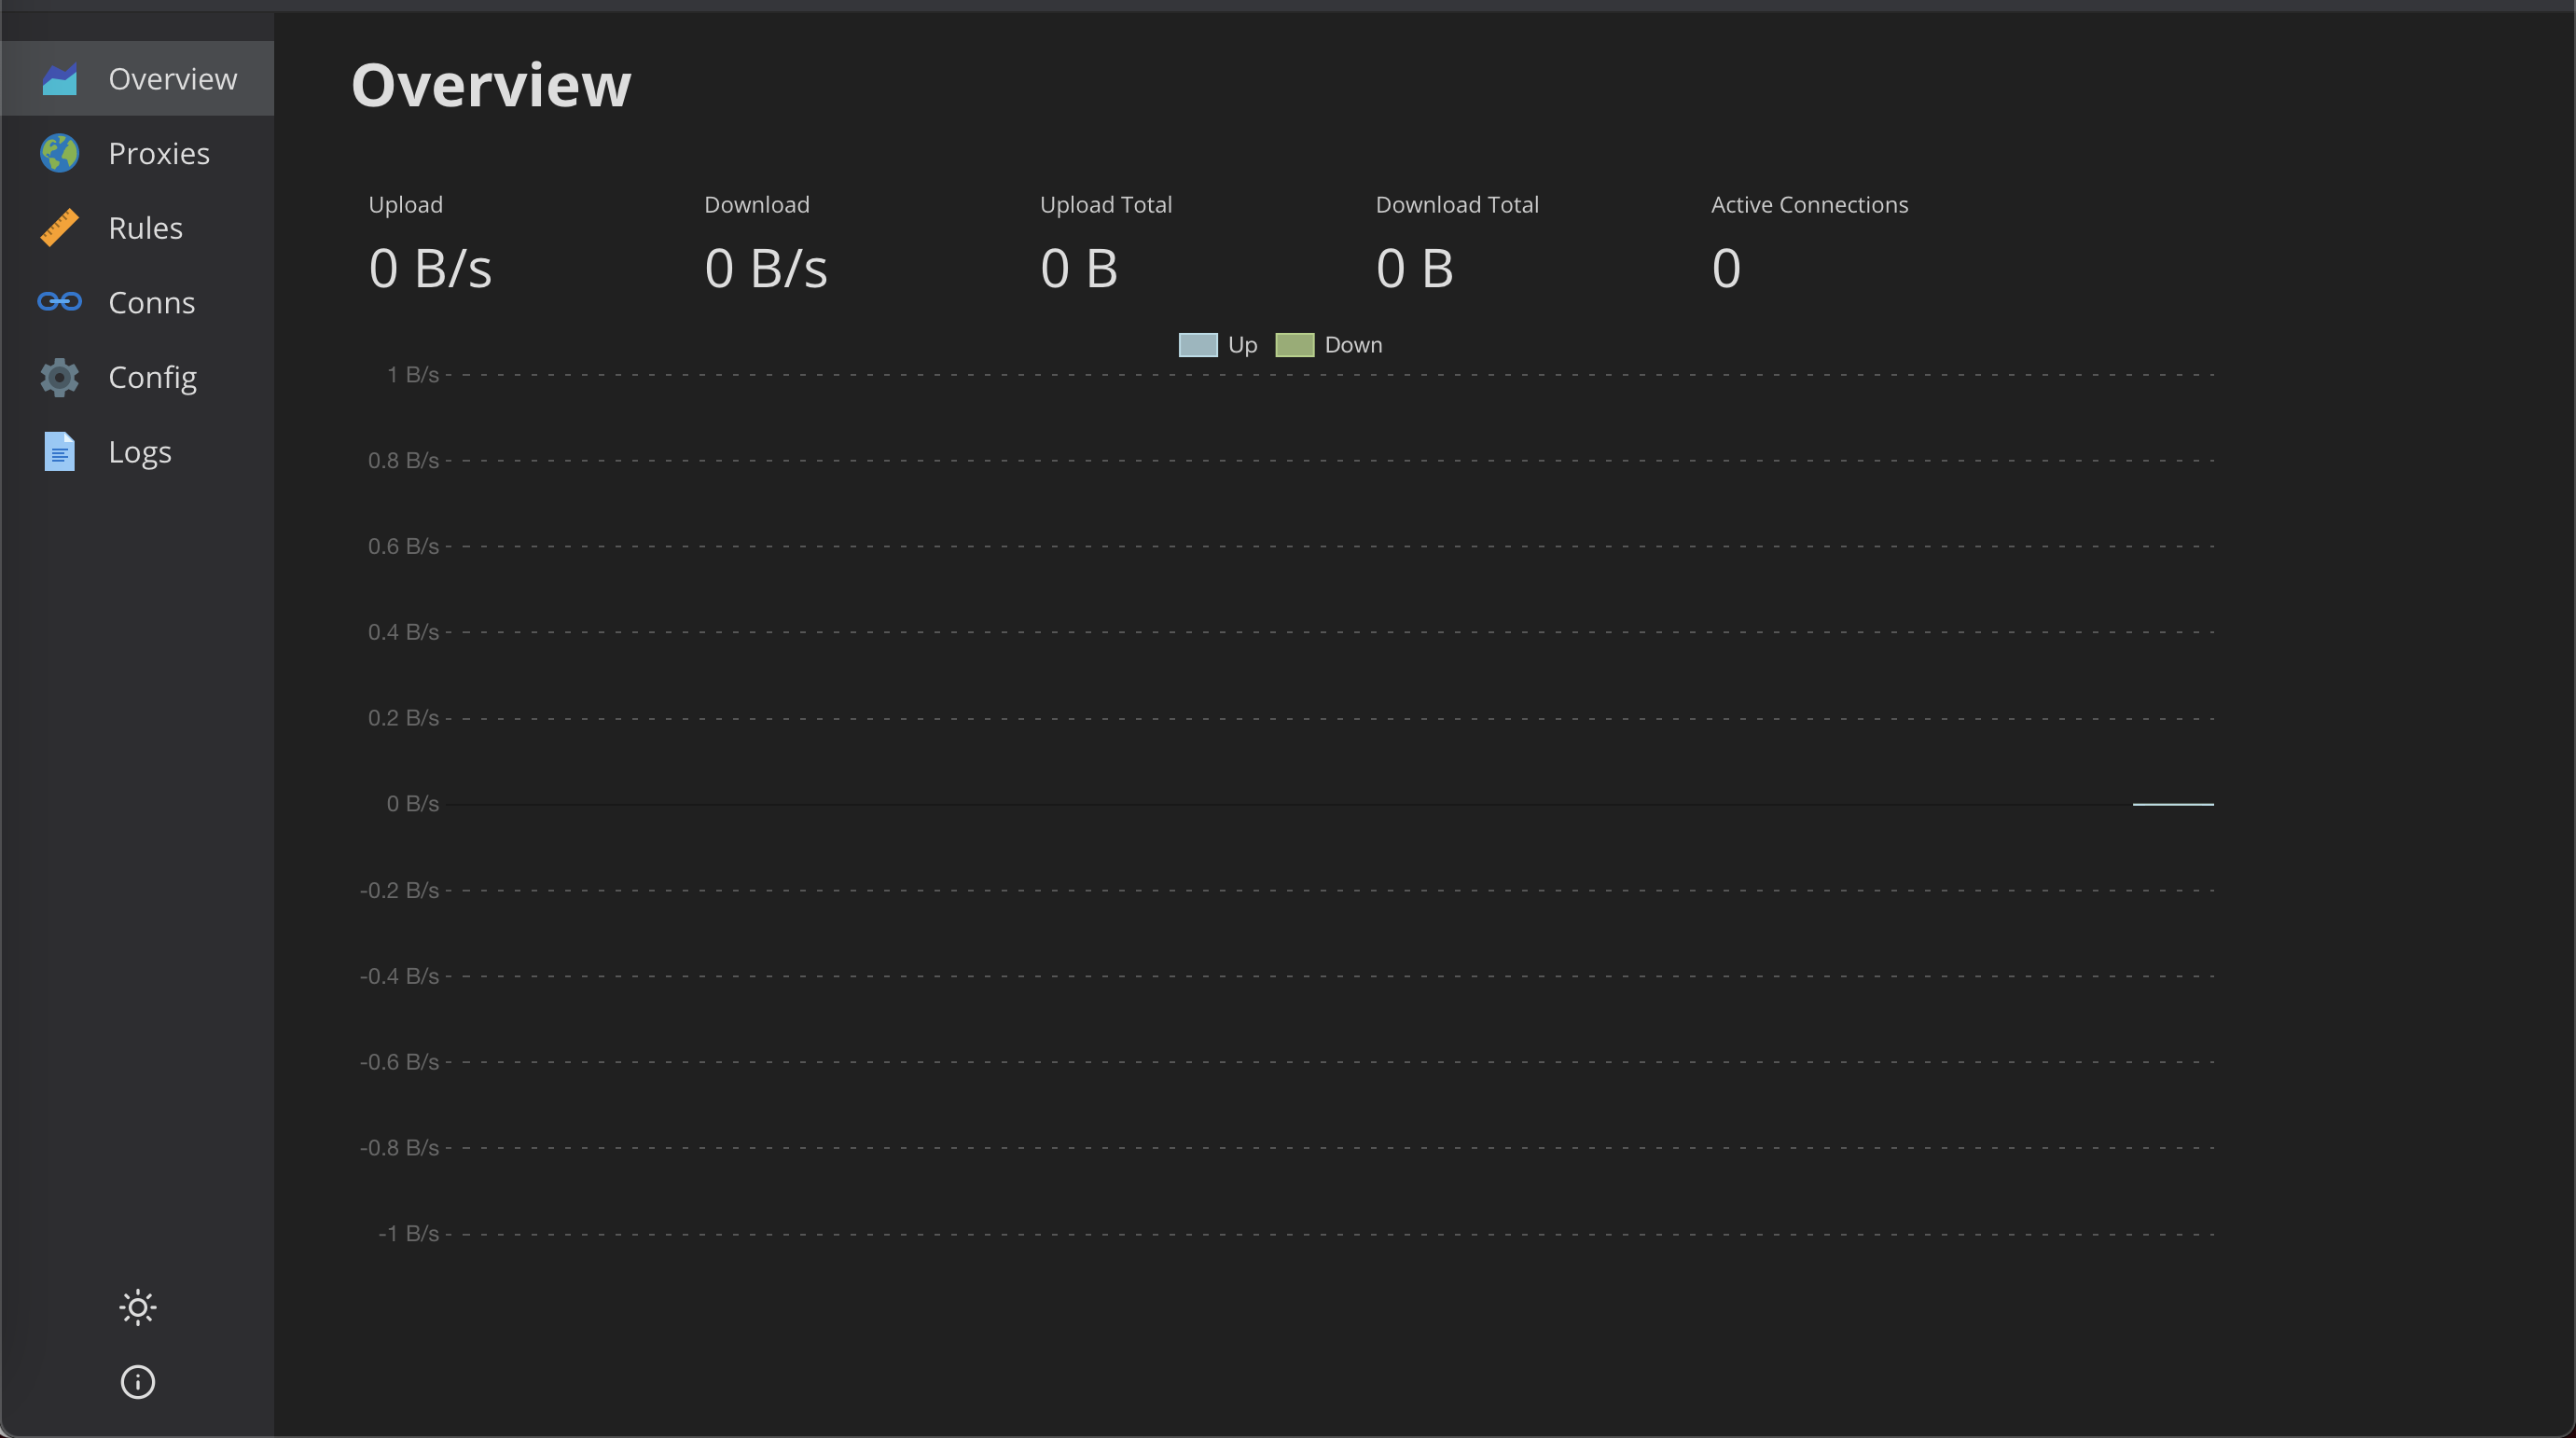 Overview
Proxies
Rules
Conns
Config
Logs
Overview
Upload
0 B/s
Download
0 B/s
Upload Total
0 B
Download Total
0 B
Active Connections
0
Up Down
1 B/s
0.8 B/s
0.6 B/s
0.4 B/s
0.2 B/s
0 B/s
-0.2 B/s
-0.4 B/s
-0.6 B/s
-0.8 B/s
-1 B/s